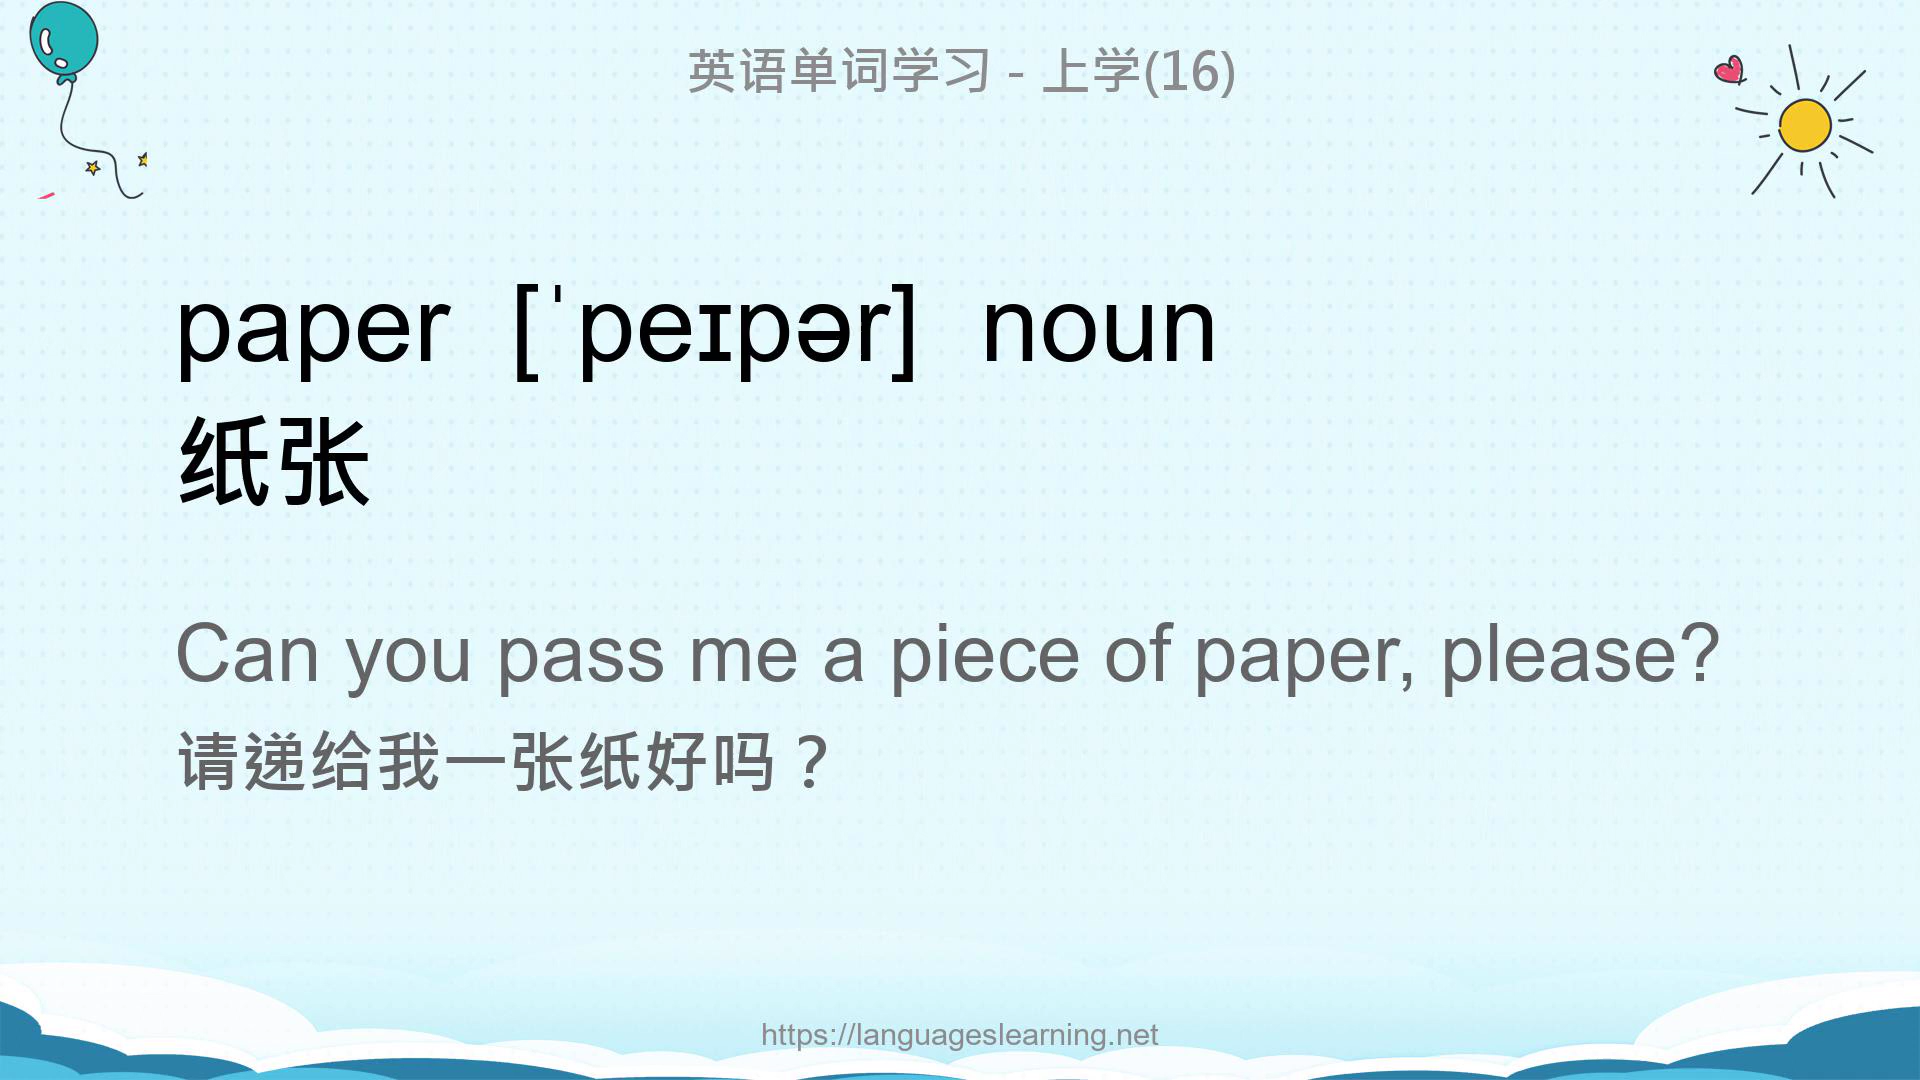 英语单词学习 - 上学(16)
paper [ˈpeɪpər] noun
纸张
Can you pass me a piece of paper, please?
请递给我一张纸好吗？
https://languageslearning.net